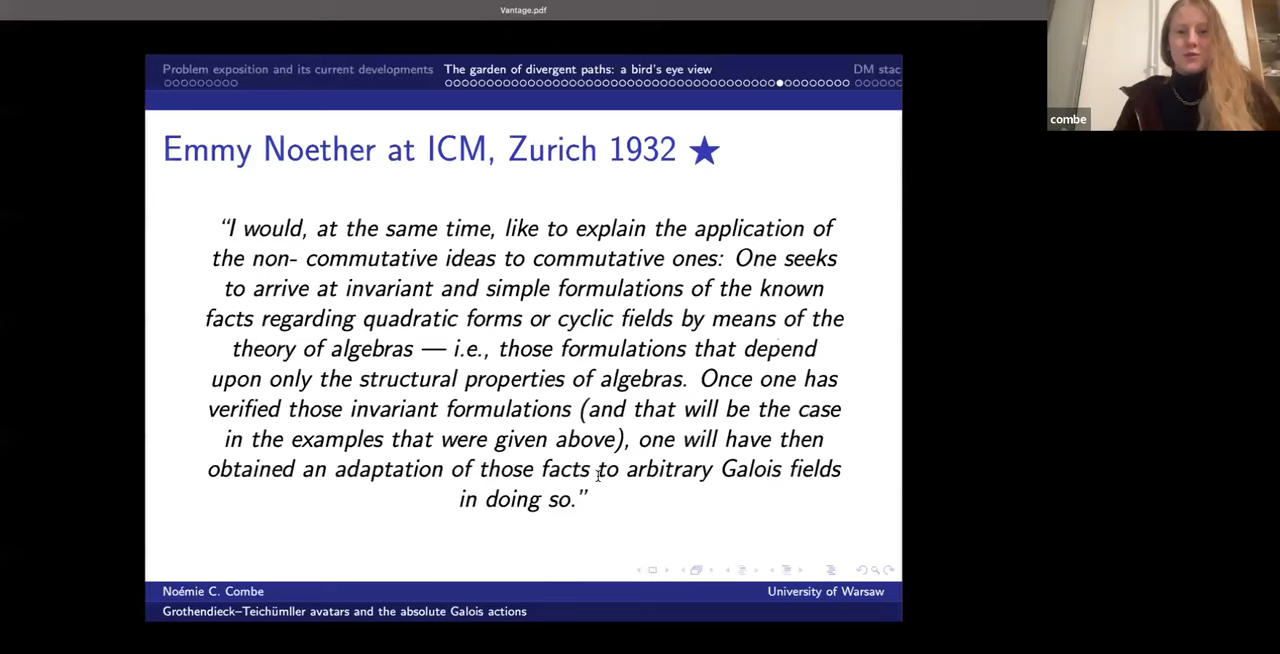 Vantage.pdf
Problem exposition and its current developments The garden of divergent paths: a bird's eye view DM stac
combe
Emmy Noether at ICM, Zurich 1932 ★
“I would, at the same time, like to explain the application of
the non- commutative ideas to commutative ones: One seeks
to arrive at invariant and simple formulations of the known
facts regarding quadratic forms or cyclic fields by means of the
theory of algebras — i.e., those formulations that depend
upon only the structural properties of algebras. Once one has
verified those invariant formulations (and that will be the case
in the examples that were given above), one will have then
obtained an adaptation of those facts to arbitrary Galois fields
in doing so.”
Noémie C. Combe University of Warsaw
Grothendieck–Teichümller avatars and the absolute Galois actions